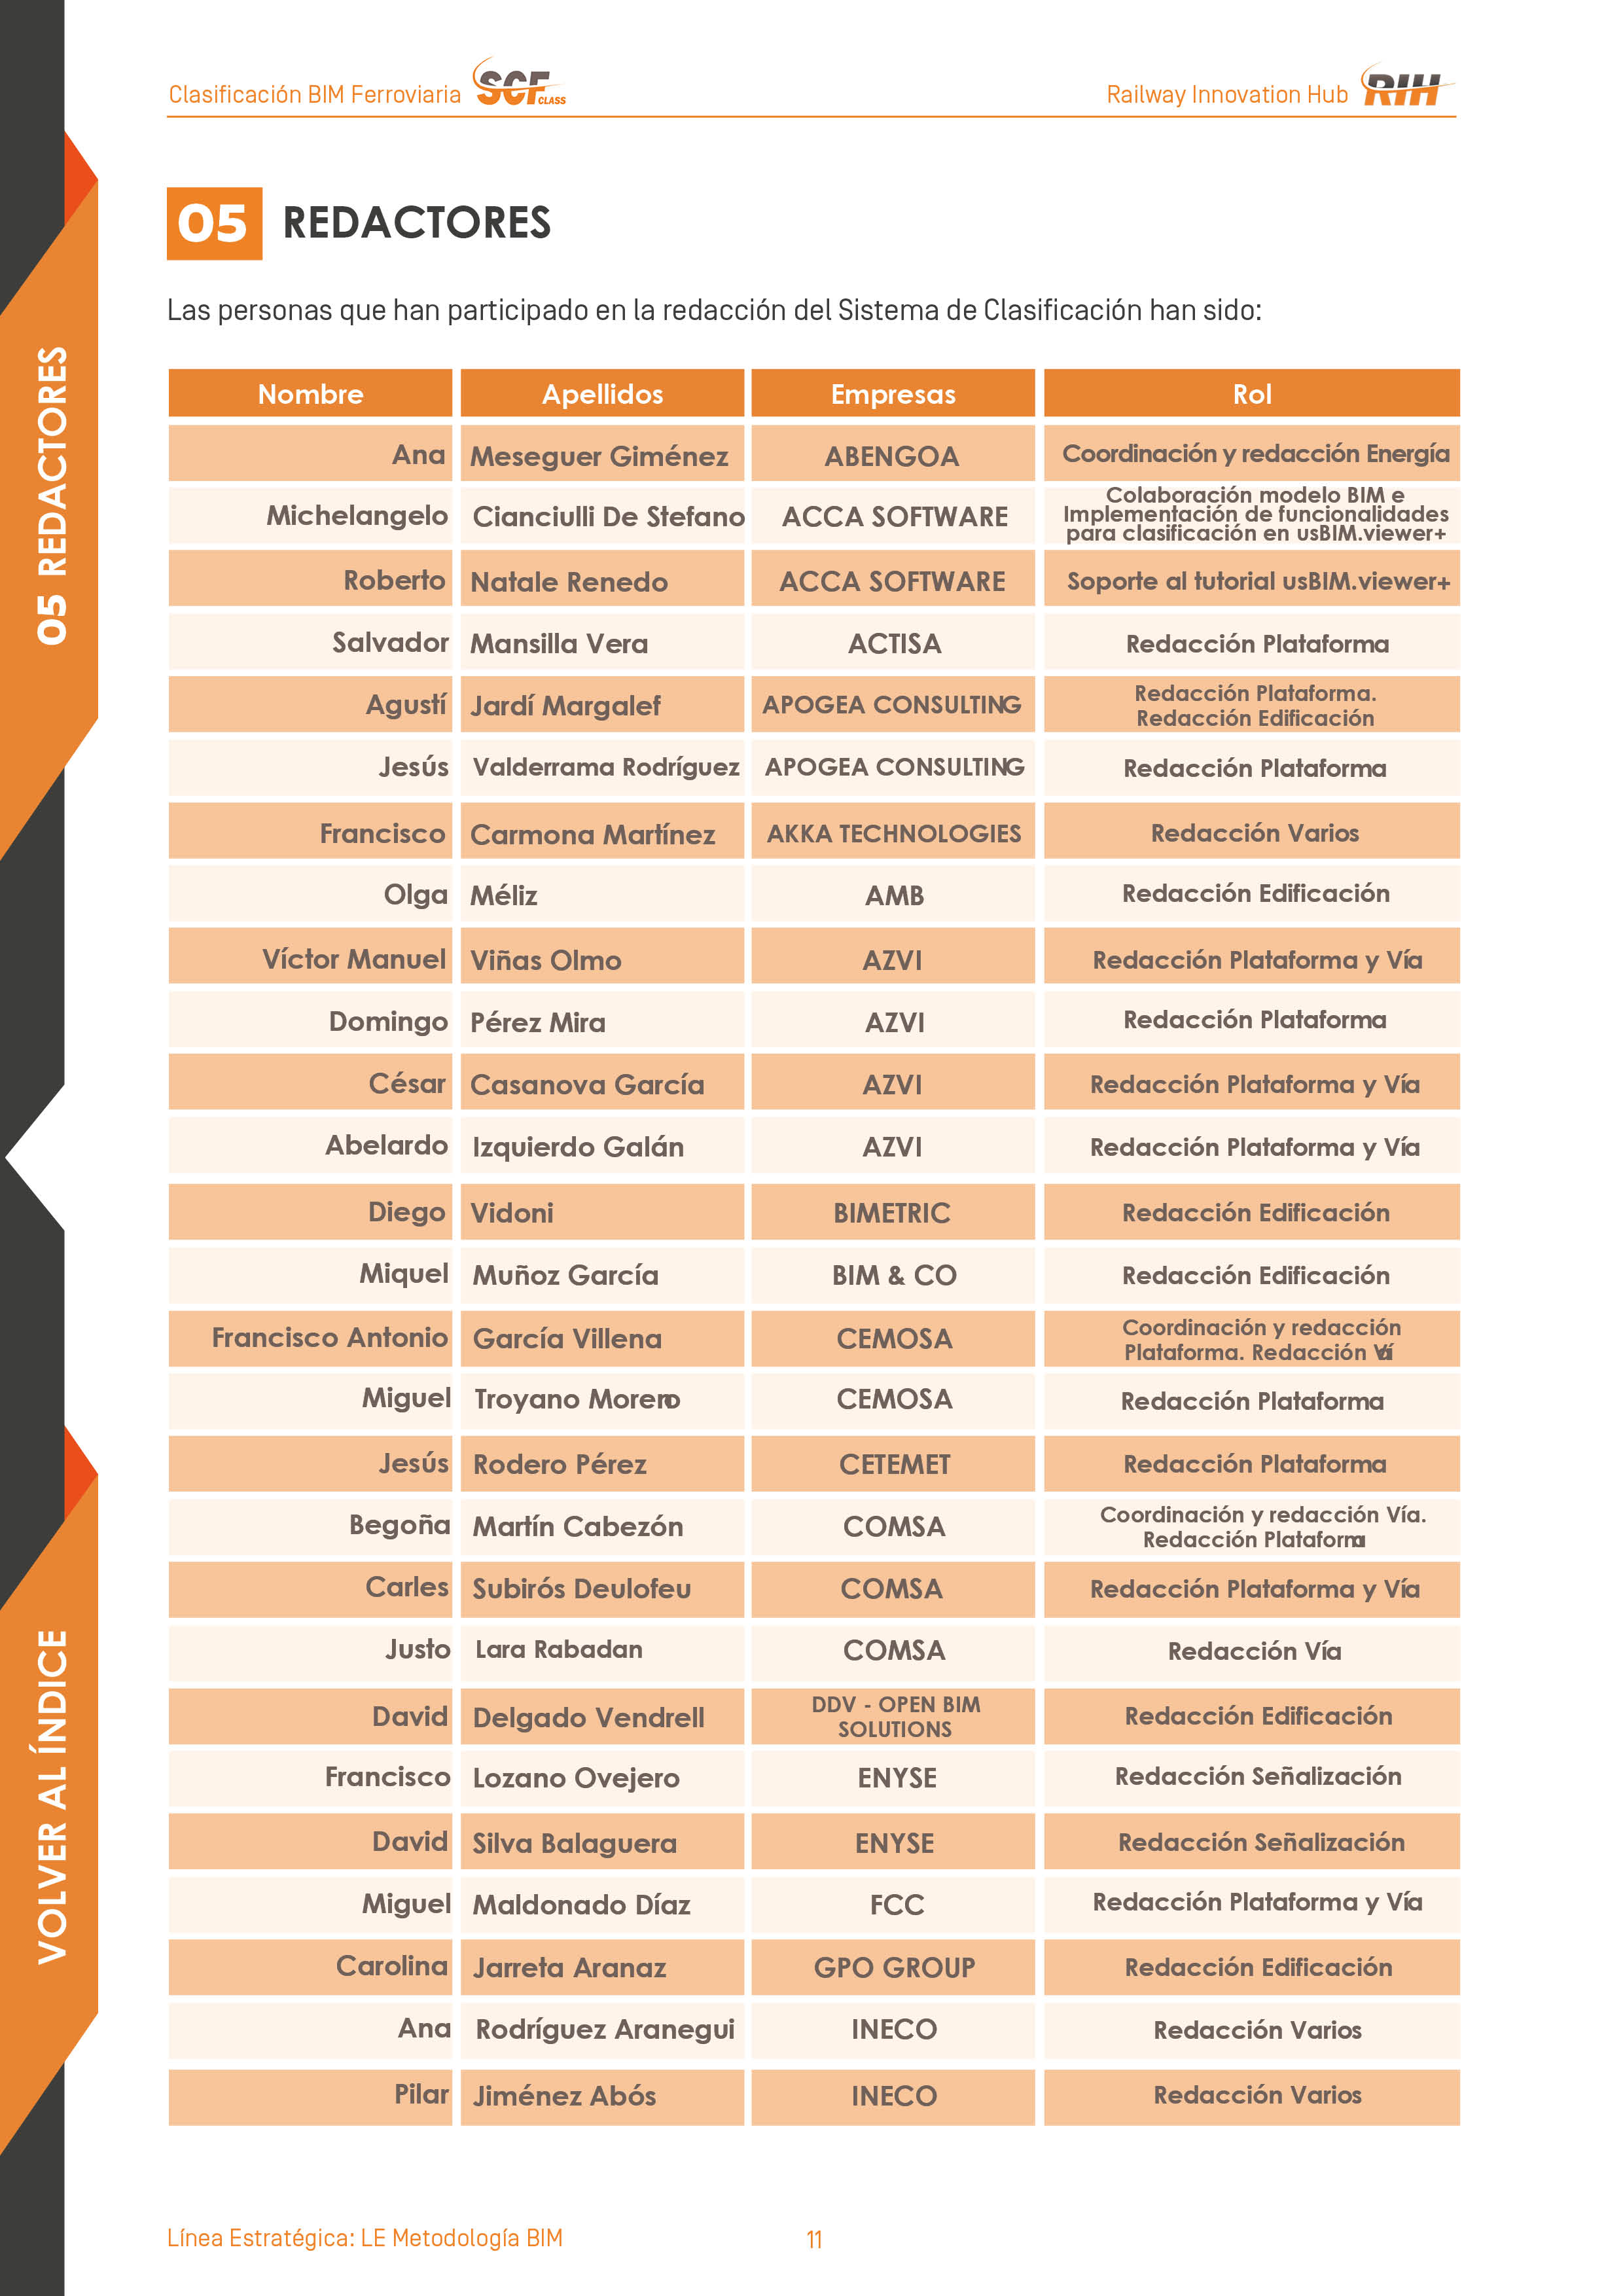 Clasificación BIM Ferroviaria SCF CLASS
Railway Innovation Hub RIH
05 REDACTORES
Las personas que han participado en la redacción del Sistema de Clasificación han sido:
Nombre Apellidos Empresas Rol
Ana Meseguer Giménez ABENGOA Coordinación y redacción Energía
Michelangelo Cianciulli De Stefano ACCA SOFTWARE Colaboración modelo BIM e
Implementación de funcionalidades
para clasificación en usBIM.viewer+
Roberto Natale Renedo ACCA SOFTWARE Soporte al tutorial usBIM.viewer+
Salvador Mansilla Vera ACTISA Redacción Plataforma
Agustí Jardí Margalef APOGEA CONSULTING Redacción Plataforma.
Redacción Edificación
Jesús Valderrama Rodríguez APOGEA CONSULTING Redacción Plataforma
Francisco Carmona Martínez AKKA TECHNOLOGIES Redacción Varios
Olga Méliz AMB Redacción Edificación
Víctor Manuel Viñas Olmo AZVI Redacción Plataforma y Vía
Domingo Pérez Mira AZVI Redacción Plataforma
César Casanova García AZVI Redacción Plataforma y Vía
Abelardo Izquierdo Galán AZVI Redacción Plataforma y Vía
Diego Vidoni BIMETRIC Redacción Edificación
Miquel Muñoz García BIM & CO Redacción Edificación
Francisco Antonio García Villena CEMOSA Coordinación y redacción
Plataforma. Redacción Vía
Miguel Troyano Moreno CEMOSA Redacción Plataforma
Jesús Rodero Pérez CETEMET Redacción Plataforma
Begoña Martín Cabezón COMSA Coordinación y redacción Vía.
Redacción Plataforma
Carles Subirós Deulofeu COMSA Redacción Plataforma y Vía
Justo Lara Rabadan COMSA Redacción Vía
David Delgado Vendrell DDV - OPEN BIM
SOLUTIONS Redacción Edificación
Francisco Lozano Ovejero ENYSE Redacción Señalización
David Silva Balaguera ENYSE Redacción Señalización
Miguel Maldonado Díaz FCC Redacción Plataforma y Vía
Carolina Jarreta Aranaz GPO GROUP Redacción Edificación
Ana Rodríguez Aranegui INECO Redacción Varios
Pilar Jiménez Abós INECO Redacción Varios
Línea Estratégica: LE Metodología BIM
11
05 REDACTORES
VOLVER AL ÍNDICE